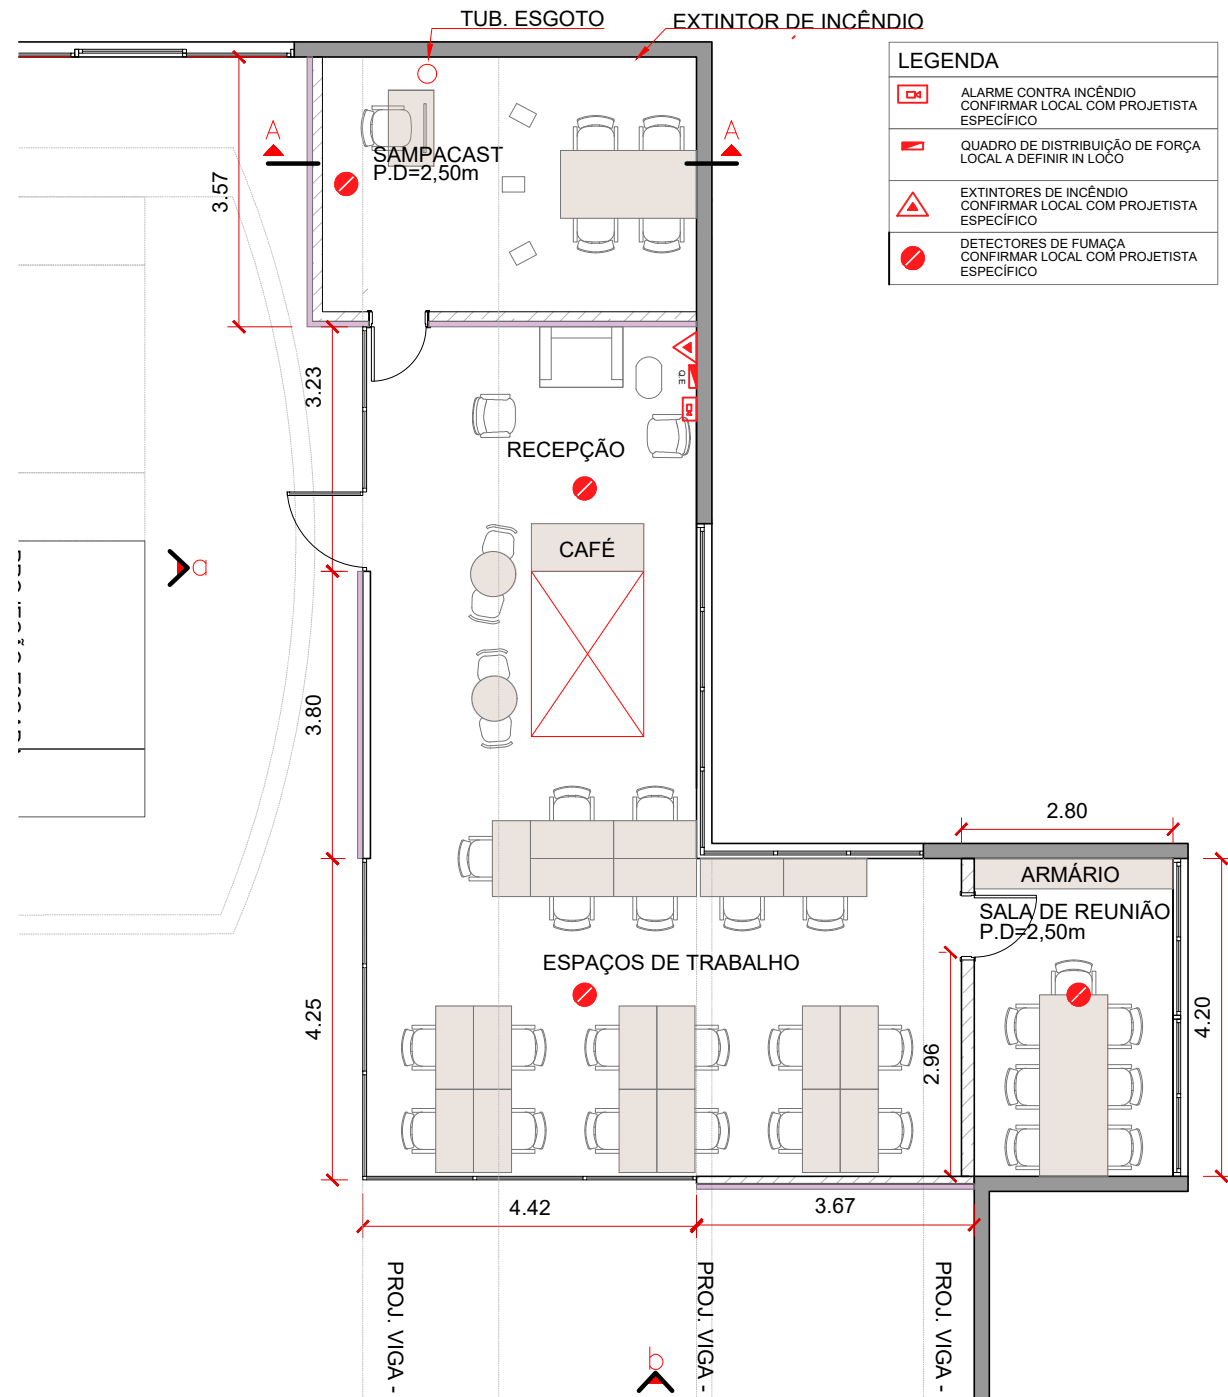 TUB. ESGOTO
EXTINTOR DE INCÊNDIO
LEGENDA
ALARME CONTRA INCÊNDIO
CONFIRMAR LOCAL COM PROJETISTA
ESPECÍFICO
QUADRO DE DISTRIBUIÇÃO DE FORÇA
LOCAL A DEFINIR IN LOCO
EXTINTORES DE INCÊNDIO
CONFIRMAR LOCAL COM PROJETISTA
ESPECÍFICO
DETECTORES DE FUMAÇA
CONFIRMAR LOCAL COM PROJETISTA
ESPECÍFICO
A
A
SAMPACAST
P.D=2,50m
3.57
3.23
Q.E
RECEPÇÃO
CAFÉ
a
3.80
2.80
ARMÁRIO
SALA DE REUNIÃO
P.D=2,50m
ESPAÇOS DE TRABALHO
4.25
2.96
4.20
4.42
3.67
PROJ. VIGA -
PROJ. VIGA -
PROJ. VIGA -
b